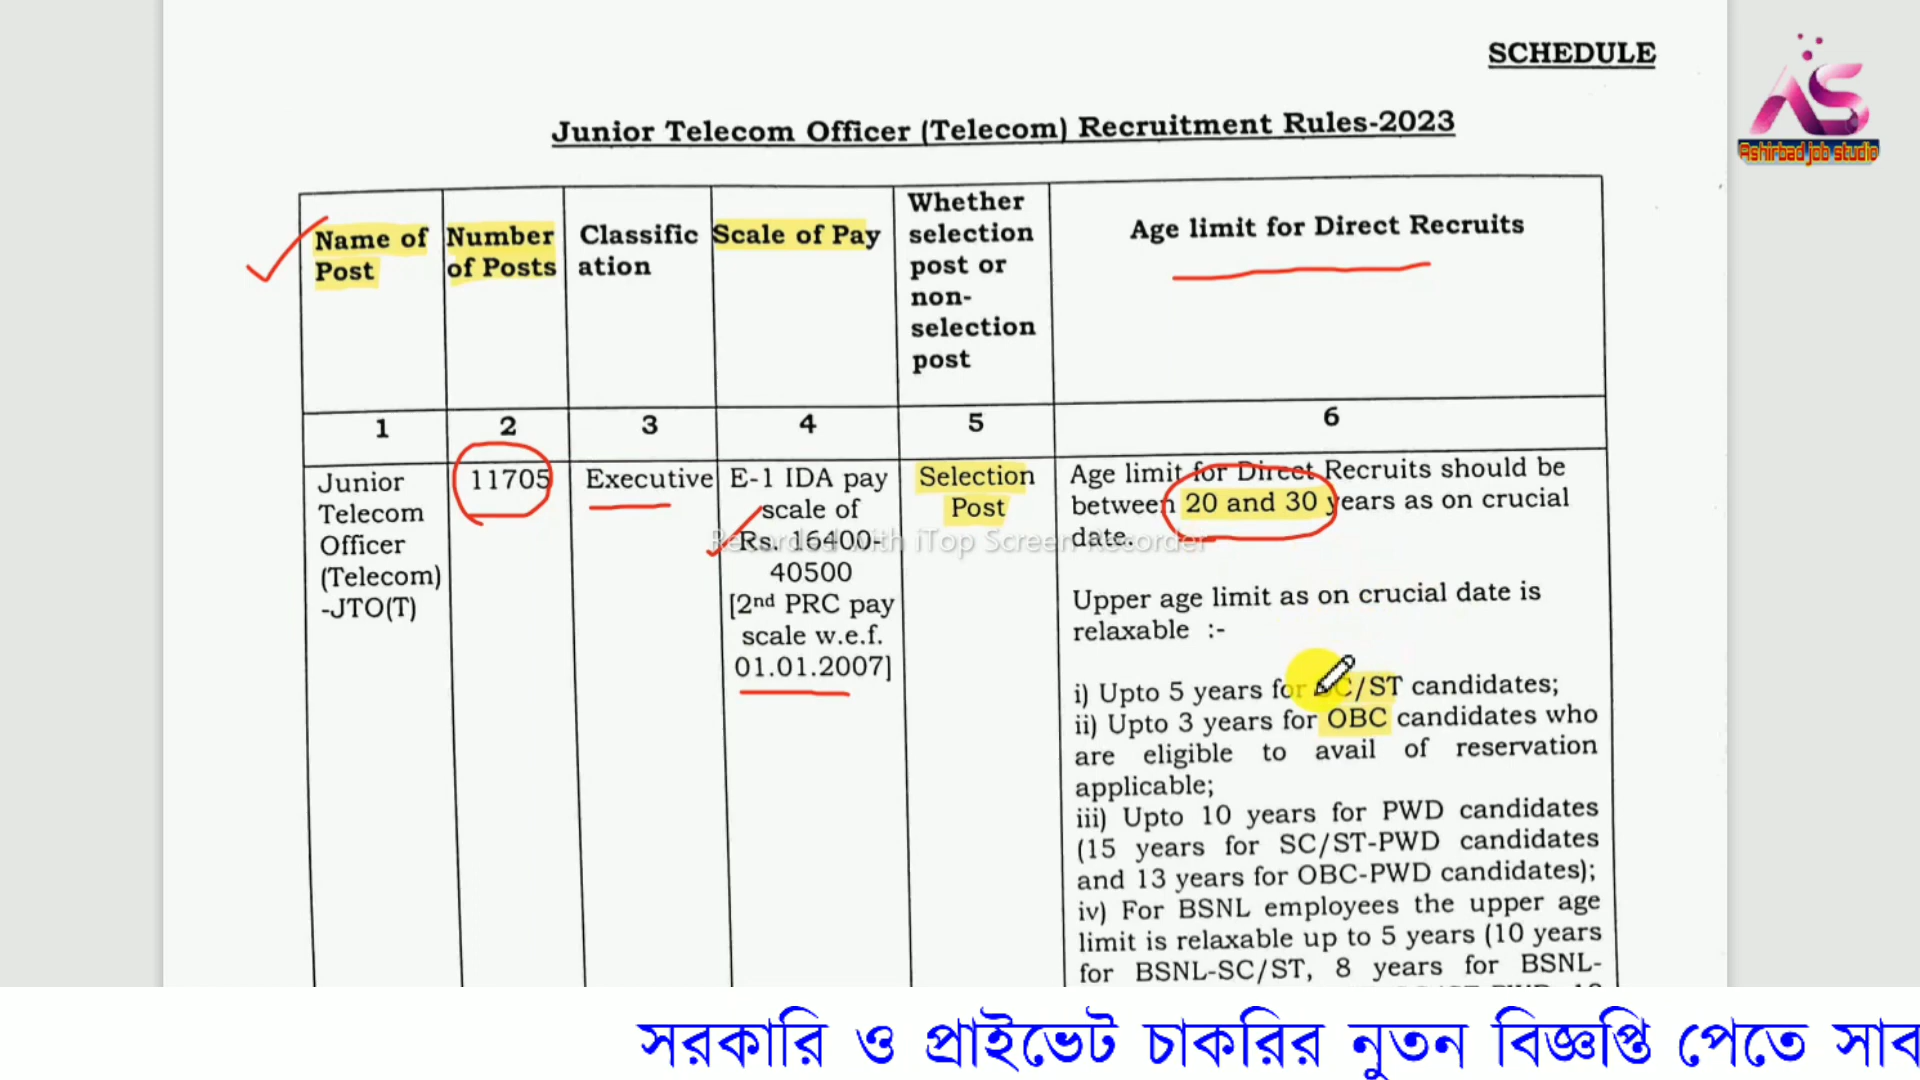 SCHEDULE
Ashirbad job studio
Junior Telecom Officer (Telecom) Recruitment Rules-2023
Name of Post
Number of Posts
Classific ation
Scale of Pay
Whether selection post or non-selection post
Age limit for Direct Recruits
1
2
3
4
5
6
Junior
Telecom
Officer
(Telecom)
-JTO(T)
11705
Executive
E-1 IDA pay
scale of
Rs. 16400-
40500
[2nd PRC pay
scale w.e.f.
01.01.2007]
Selection
Post
Age limit for Direct Recruits should be
between 20 and 30 years as on crucial
date.
Recorded with iTop Screen Recorder
Upper age limit as on crucial date is
relaxable :-
i) Upto 5 years for SC/ST candidates;
ii) Upto 3 years for OBC candidates who
are eligible to avail of reservation
applicable;
iii) Upto 10 years for PWD candidates
(15 years for SC/ST-PWD candidates
and 13 years for OBC-PWD candidates);
iv) For BSNL employees the upper age
limit is relaxable up to 5 years (10 years
for BSNL-SC/ST, 8 years for BSNL-
সরকারি ও প্রাইভেট চাকরির নুতন বিজ্ঞপ্তি পেতে সাব